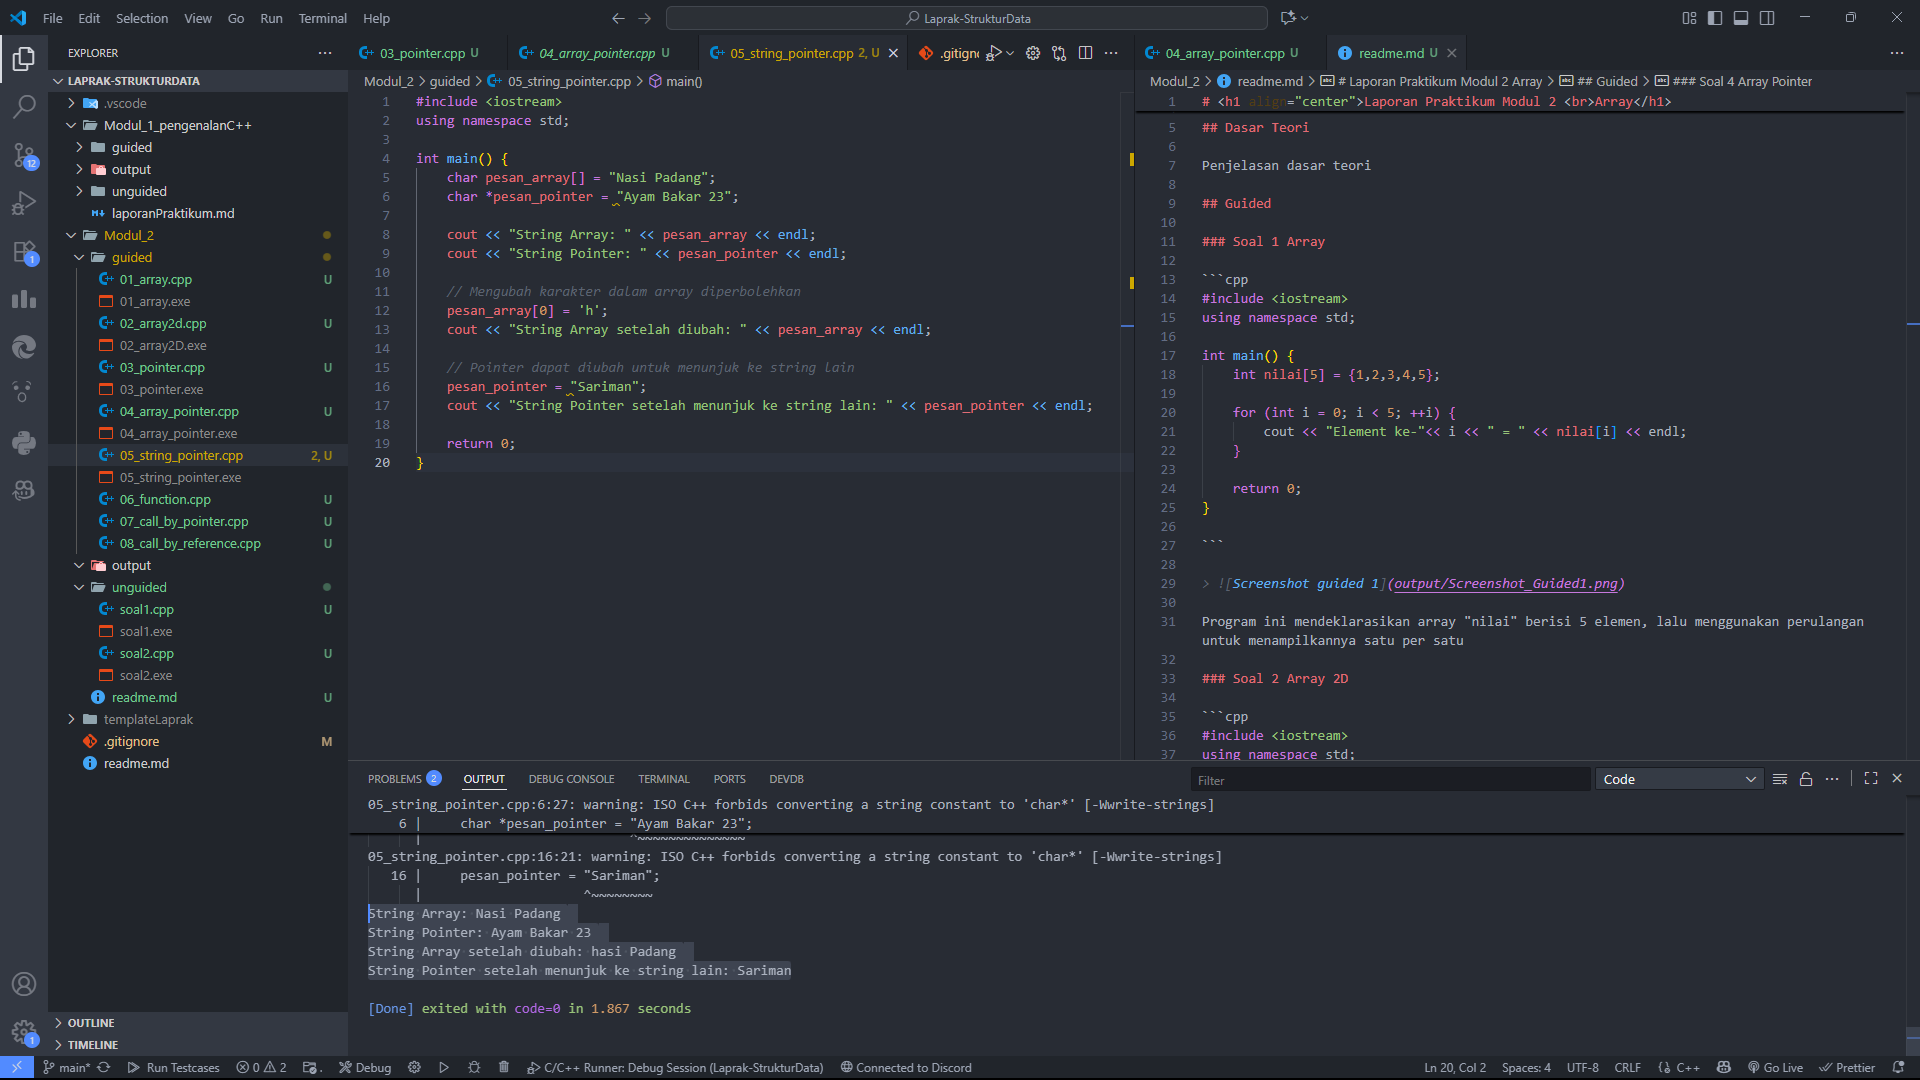 File Edit Selection View Go Run Terminal Help
Laprak-StrukturData
EXPLORER
LAPRAK-STRUKTURDATA
.vscode
Modul_1_pengenalanC++
guided
output
unguided
laporanPraktikum.md
Modul_2
guided
01_array.cpp U
01_array.exe
02_array2d.cpp U
02_array2D.exe
03_pointer.cpp U
03_pointer.exe
04_array_pointer.cpp U
04_array_pointer.exe
05_string_pointer.cpp 2, U
05_string_pointer.exe
06_function.cpp U
07_call_by_pointer.cpp U
08_call_by_reference.cpp U
output
unguided
soal1.cpp U
soal1.exe
soal2.cpp U
soal2.exe
readme.md U
templateLaprak
.gitignore M
readme.md
OUTLINE
TIMELINE
12
1
1
03_pointer.cpp U 04_array_pointer.cpp U 05_string_pointer.cpp 2, U .gitign
Modul_2 > guided > 05_string_pointer.cpp > main()
1 #include <iostream>
2 using namespace std;
3
4 int main() {
5 char pesan_array[] = "Nasi Padang";
6 char *pesan_pointer = "Ayam Bakar 23";
7
8 cout << "String Array: " << pesan_array << endl;
9 cout << "String Pointer: " << pesan_pointer << endl;
10
11 // Mengubah karakter dalam array diperbolehkan
12 pesan_array[0] = 'h';
13 cout << "String Array setelah diubah: " << pesan_array << endl;
14
15 // Pointer dapat diubah untuk menunjuk ke string lain
16 pesan_pointer = "Sariman";
17 cout << "String Pointer setelah menunjuk ke string lain: " << pesan_pointer << endl;
18
19 return 0;
20 }
04_array_pointer.cpp U readme.md U
Modul_2 > readme.md > # Laporan Praktikum Modul 2 Array > ## Guided > ### Soal 4 Array Pointer
1 # <h1 align="center">Laporan Praktikum Modul 2 <br>Array</h1>
5 ## Dasar Teori
6
7 Penjelasan dasar teori
8
9 ## Guided
10
11 ### Soal 1 Array
12
13 ```cpp
14 #include <iostream>
15 using namespace std;
16
17 int main() {
18 int nilai[5] = {1,2,3,4,5};
19
20 for (int i = 0; i < 5; ++i) {
21 cout << "Element ke-"<< i << " = " << nilai[i] << endl;
22 }
23
24 return 0;
25 }
26
27 ```
28
29 > ![Screenshot guided 1](output/Screenshot_Guided1.png)
30
31 Program ini mendeklarasikan array "nilai" berisi 5 elemen, lalu menggunakan perulangan
untuk menampilkannya satu per satu
32
33 ### Soal 2 Array 2D
34
35 ```cpp
36 #include <iostream>
37 using namespace std;
PROBLEMS 2 OUTPUT DEBUG CONSOLE TERMINAL PORTS DEVDB
Filter
Code
05_string_pointer.cpp:6:27: warning: ISO C++ forbids converting a string constant to 'char*' [-Wwrite-strings]
6 | char *pesan_pointer = "Ayam Bakar 23";
| ^~~~~~~~~~~~~~~
05_string_pointer.cpp:16:21: warning: ISO C++ forbids converting a string constant to 'char*' [-Wwrite-strings]
16 | pesan_pointer = "Sariman";
| ^~~~~~~~~
String Array: Nasi Padang
String Pointer: Ayam Bakar 23
String Array setelah diubah: hasi Padang
String Pointer setelah menunjuk ke string lain: Sariman
[Done] exited with code=0 in 1.867 seconds
main* Run Testcases 0 2 Debug C/C++ Runner: Debug Session (Laprak-StrukturData) Connected to Discord
Ln 20, Col 2 Spaces: 4 UTF-8 CRLF C++ Go Live Prettier